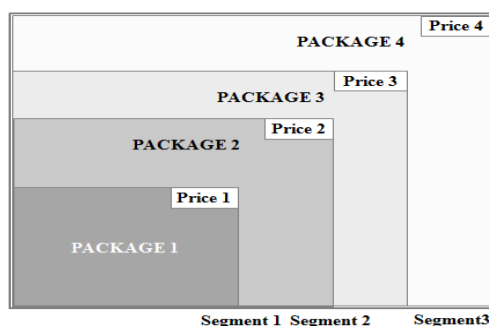 Price 4
PACKAGE 4
Price 3
PACKAGE 3
Price 2
PACKAGE 2
Price 1
PACKAGE 1
Segment 1 Segment 2 Segment3